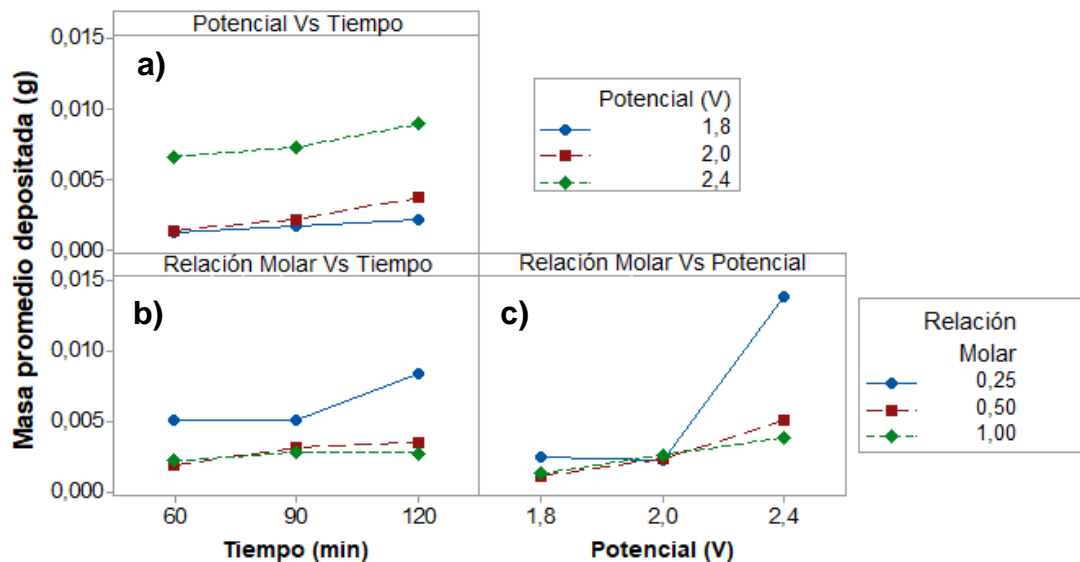 Potencial Vs Tiempo
0,015
a)
0,010
0,005
0,000
Potencial (V)
1,8
2,0
2,4
Masa promedio depositada (g)
Relación Molar Vs Tiempo
Relación Molar Vs Potencial
0,015
b)
c)
0,010
0,005
0,000
Relación
Molar
0,25
0,50
1,00
60 90 120
1,8 2,0 2,4
Tiempo (min)
Potencial (V)